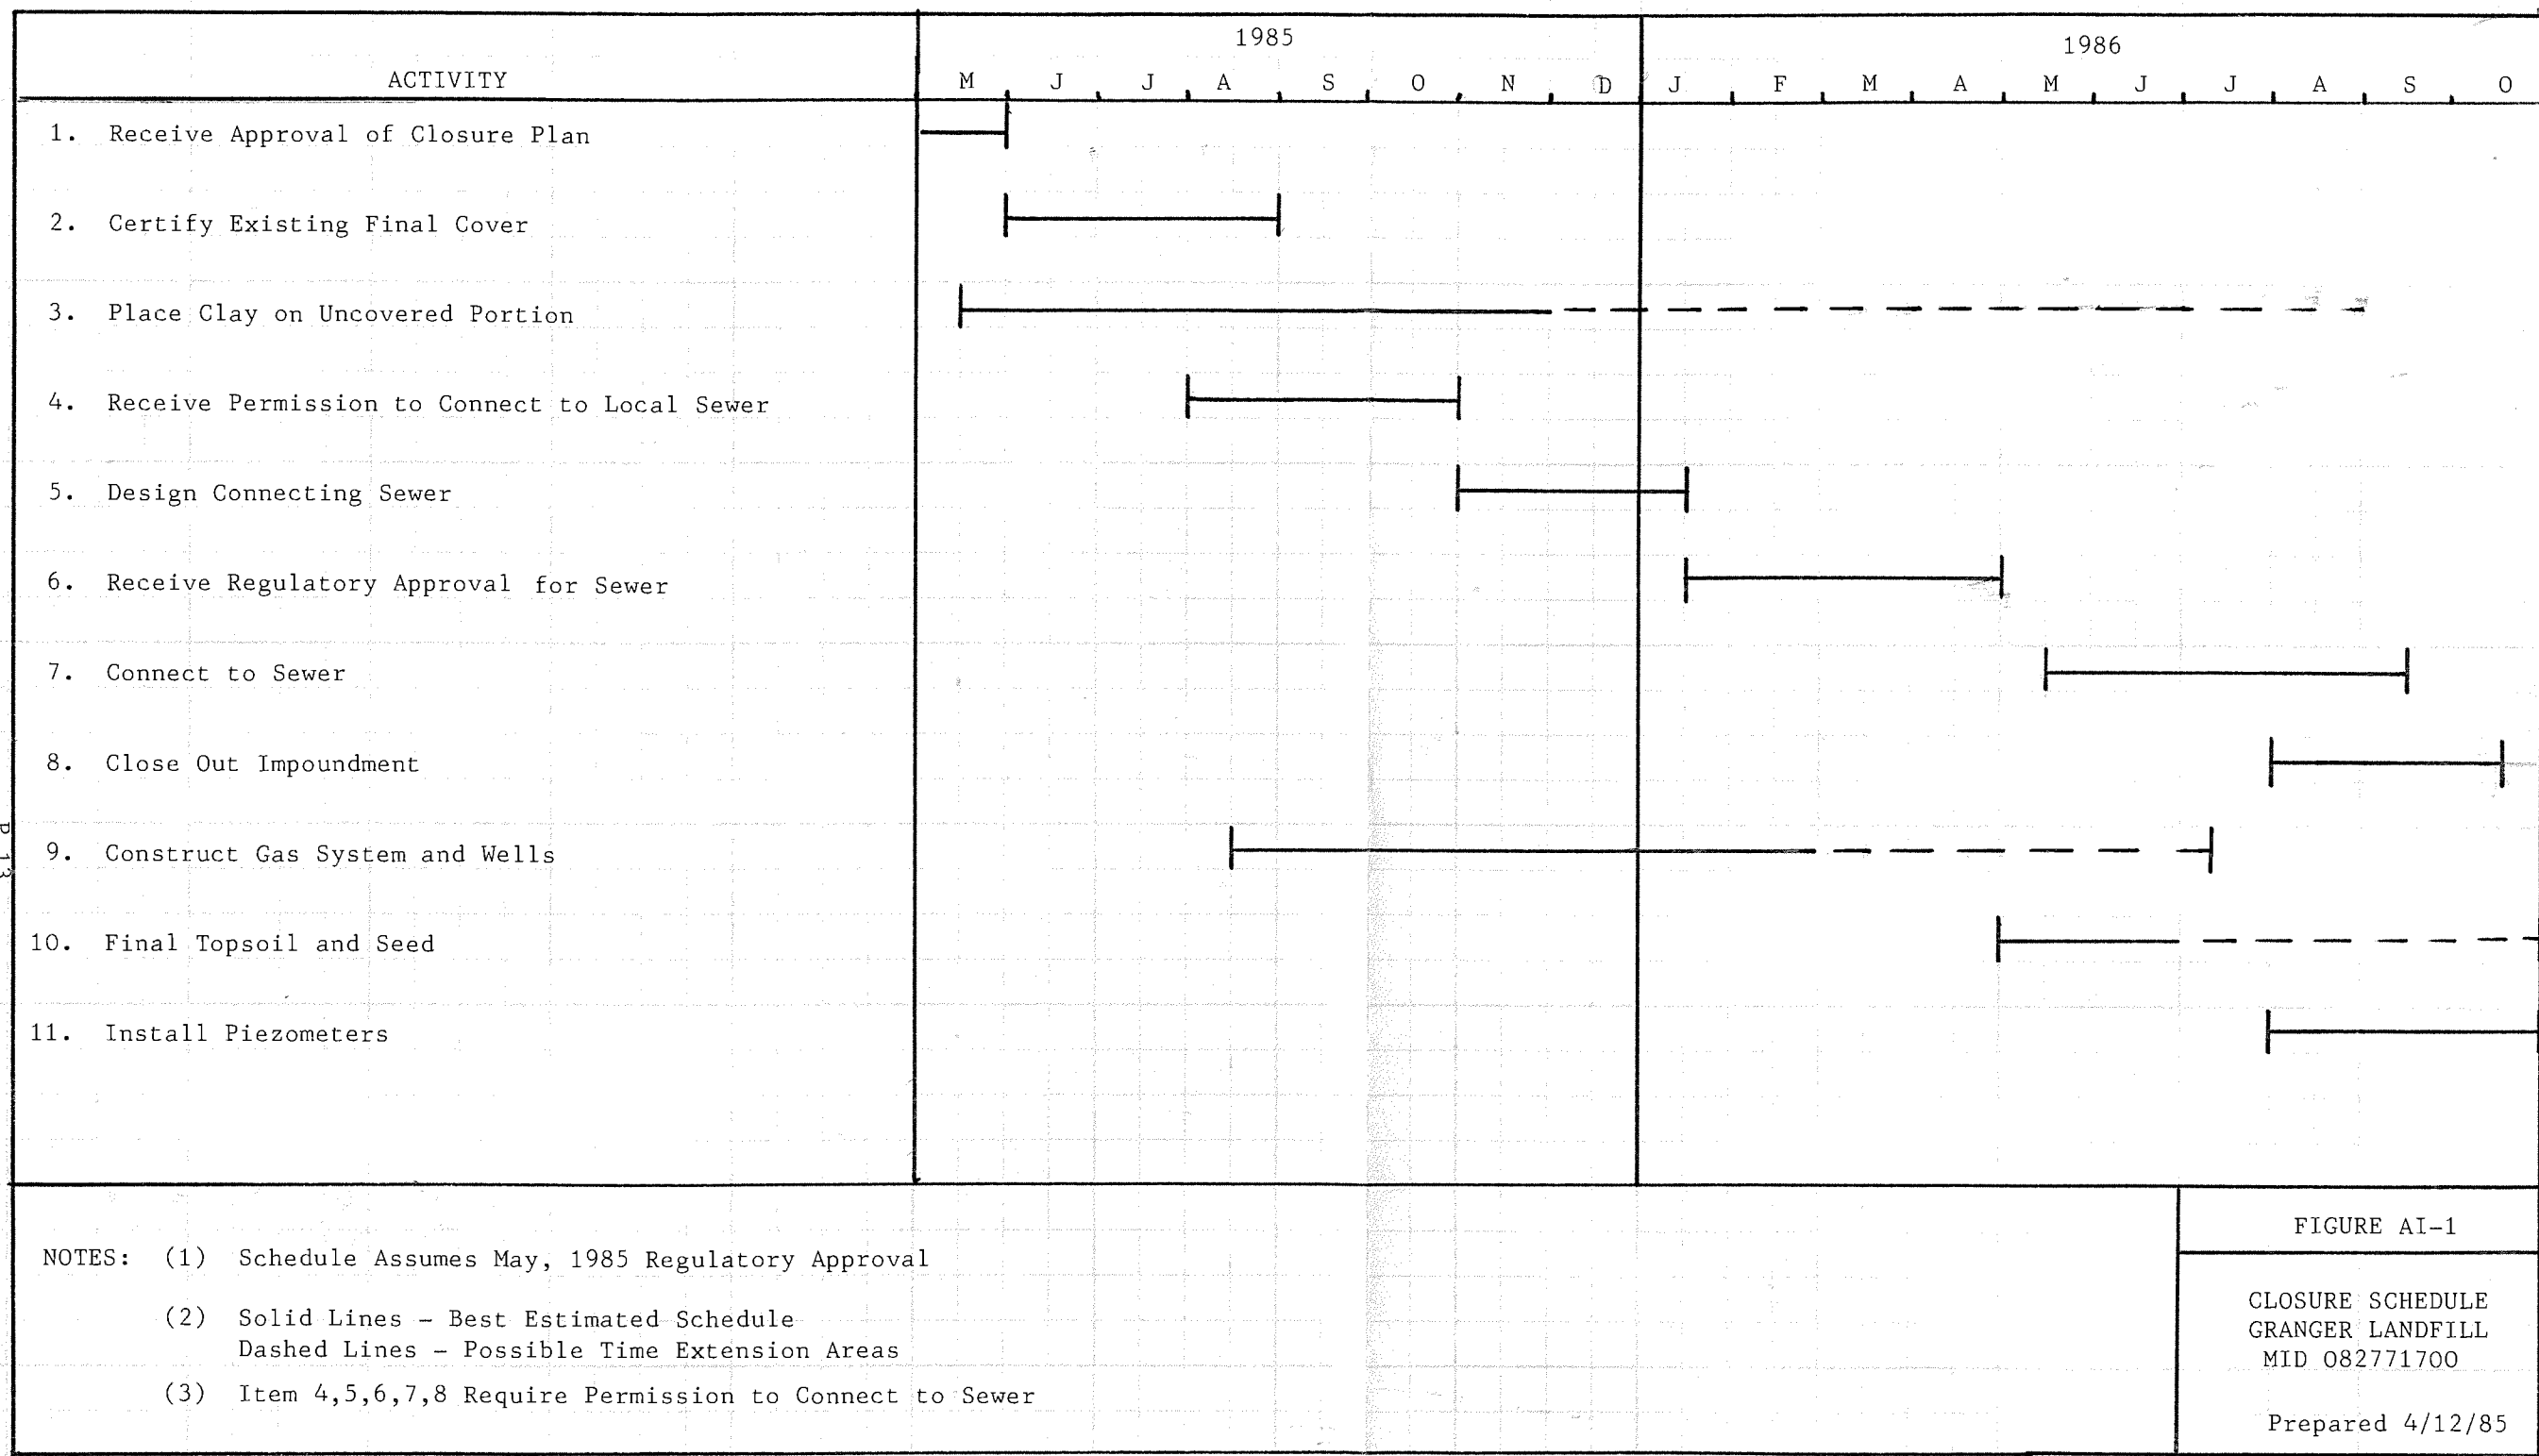 1985
1986
ACTIVITY
M J J A S O N D J F M A M J J A S O
1. Receive Approval of Closure Plan
2. Certify Existing Final Cover
3. Place Clay on Uncovered Portion
4. Receive Permission to Connect to Local Sewer
5. Design Connecting Sewer
6. Receive Regulatory Approval for Sewer
7. Connect to Sewer
8. Close Out Impoundment
9. Construct Gas System and Wells
10. Final Topsoil and Seed
11. Install Piezometers
NOTES: (1) Schedule Assumes May, 1985 Regulatory Approval
(2) Solid Lines – Best Estimated Schedule
Dashed Lines – Possible Time Extension Areas
(3) Item 4,5,6,7,8 Require Permission to Connect to Sewer
FIGURE AI-1
CLOSURE SCHEDULE
GRANGER LANDFILL
MID 082771700
Prepared 4/12/85